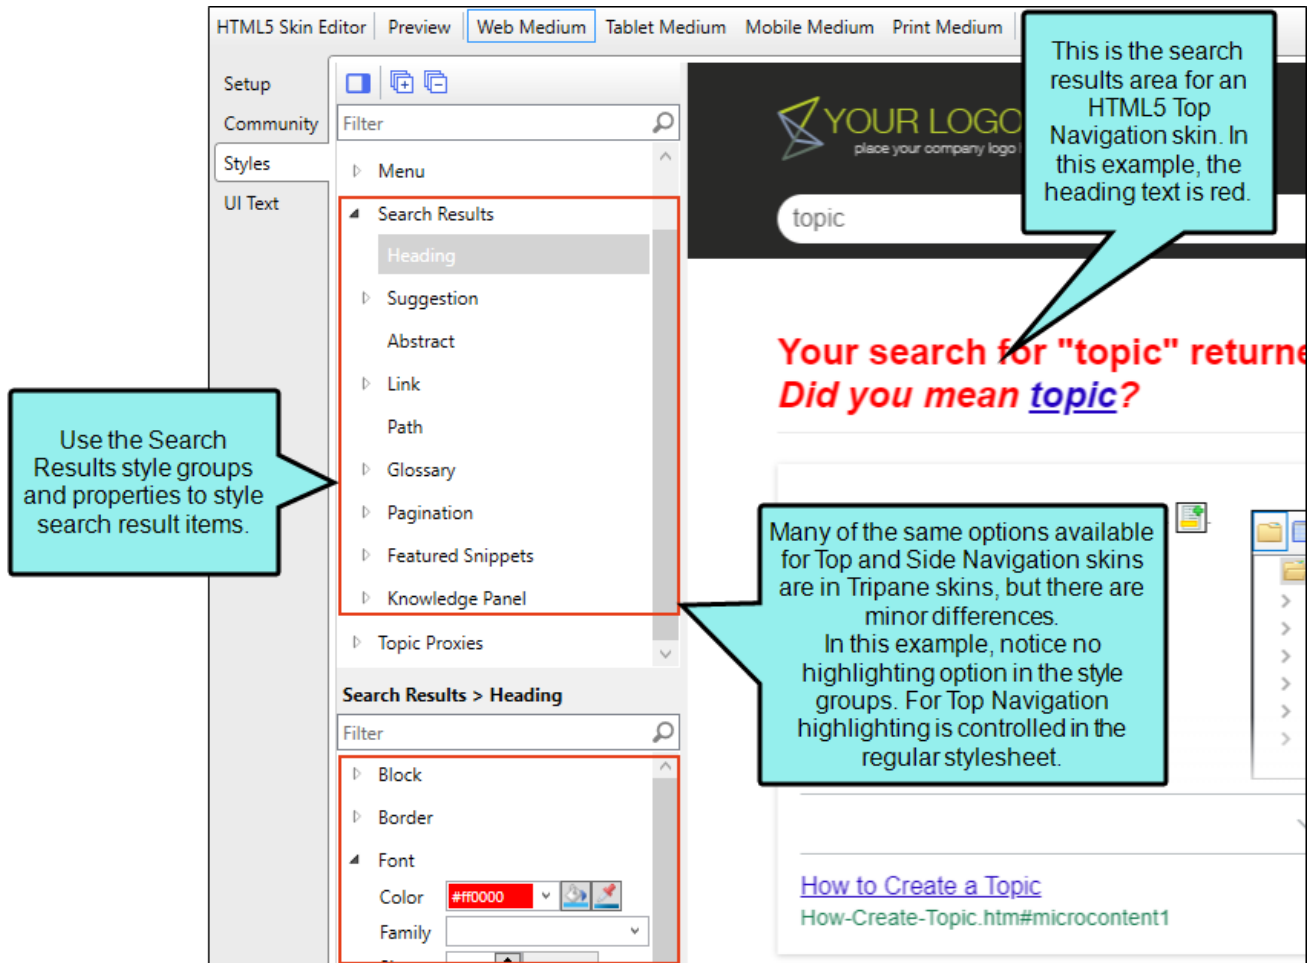 HTML5 Skin Editor
Preview
Web Medium
Tablet Medium
Mobile Medium
Print Medium
This is the search
results area for an
HTML5 Top
Navigation skin. In
this example, the
heading text is red.
Setup
Community
Styles
UI Text
Filter
Menu
Search Results
Heading
Suggestion
Abstract
Link
Path
Glossary
Pagination
Featured Snippets
Knowledge Panel
Topic Proxies
YOUR LOGO
place your company logo
topic
Your search for "topic" returne
Did you mean topic?
Use the Search
Results style groups
and properties to style
search result items.
Many of the same options available
for Top and Side Navigation skins
are in Tripane skins, but there are
minor differences.
In this example, notice no
highlighting option in the style
groups. For Top Navigation
highlighting is controlled in the
regular stylesheet.
Search Results > Heading
Filter
Block
Border
Font
Color #ff0000
Family
How to Create a Topic
How-Create-Topic.htm#microcontent1